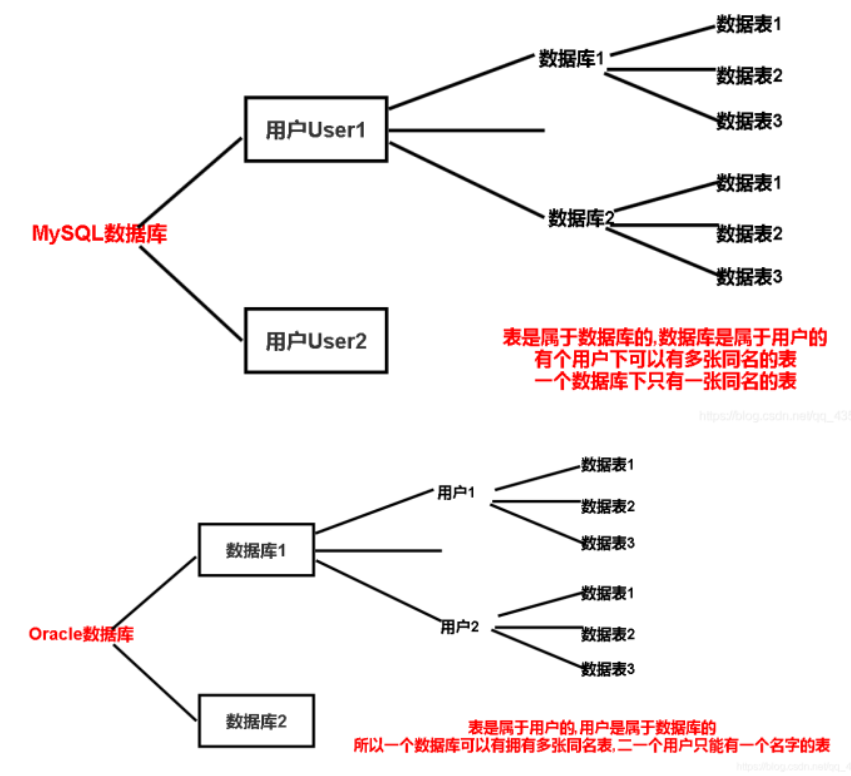 数据表1
数据库1
数据表2
数据表3
用户User1
数据表1
数据库2
数据表2
数据表3
MySQL数据库
用户User2
表是属于数据库的,数据库是属于用户的
有个用户下可以有多张同名的表
一个数据库下只有一张同名的表
https://blog.csdn.net/qq_435
数据表1
用户1
数据表2
数据表3
数据库1
数据表1
用户2
数据表2
数据表3
Oracle数据库
数据库2
表是属于用户的,用户是属于数据库的
所以一个数据库可以有拥有多张同名表,二一个用户只能有一个名字的表
https://blog.csdn.net/qq_4